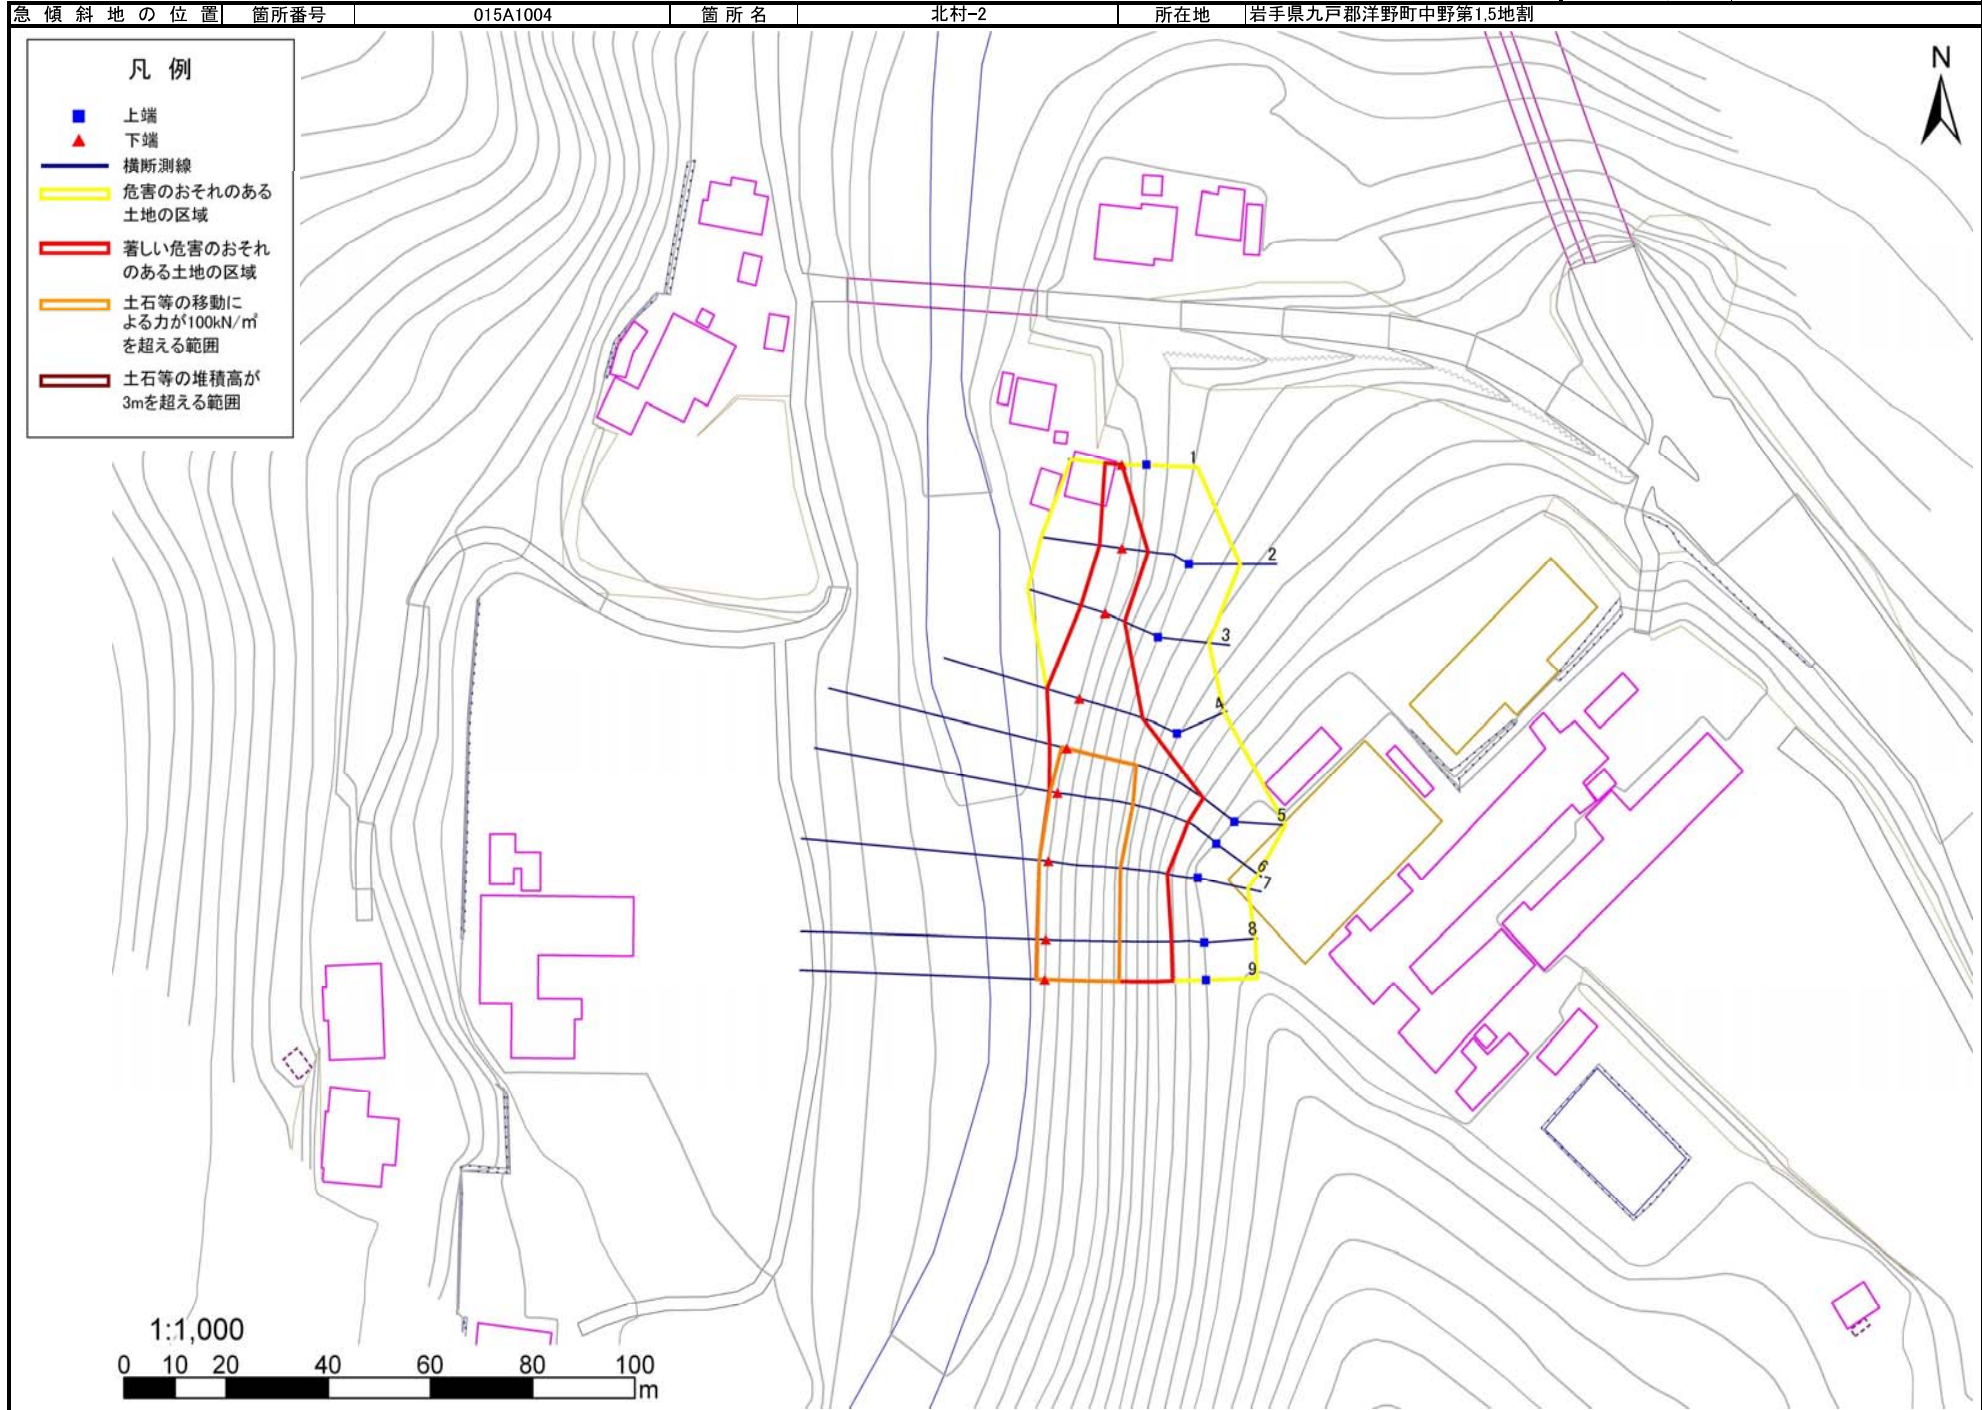 急傾斜地の位置 箇所番号 015A1004 箇所名 北村-2 所在地 岩手県九戸郡洋野町中野第1,5地割
凡 例
上端
下端
横断測線
危害のおそれのある
土地の区域
著しい危害のおそれ
のある土地の区域
土石等の移動に
よる力が100kN/㎡
を超える範囲
土石等の堆積高が
3mを超える範囲
N
1
2
3
4
5
6
7
8
9
1:1,000
0 10 20 40 60 80 100
m